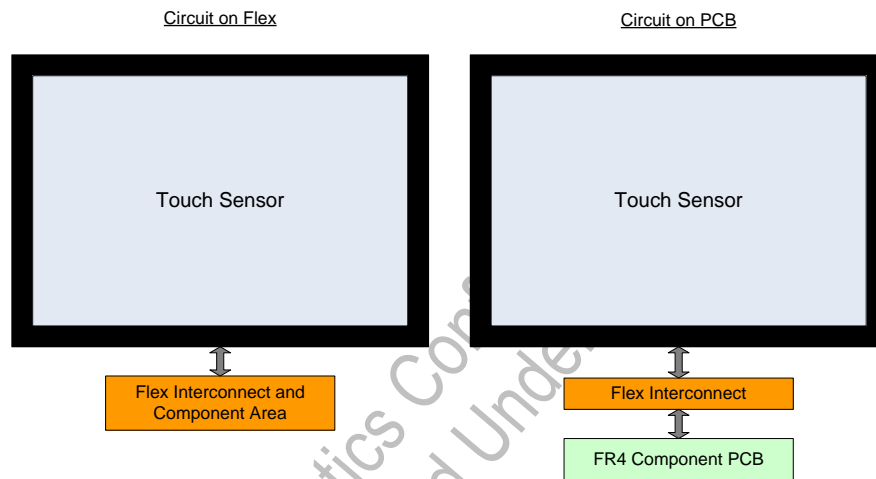 Circuit on Flex
Circuit on PCB
Touch Sensor
Touch Sensor
Flex Interconnect and
Component Area
Flex Interconnect
FR4 Component PCB